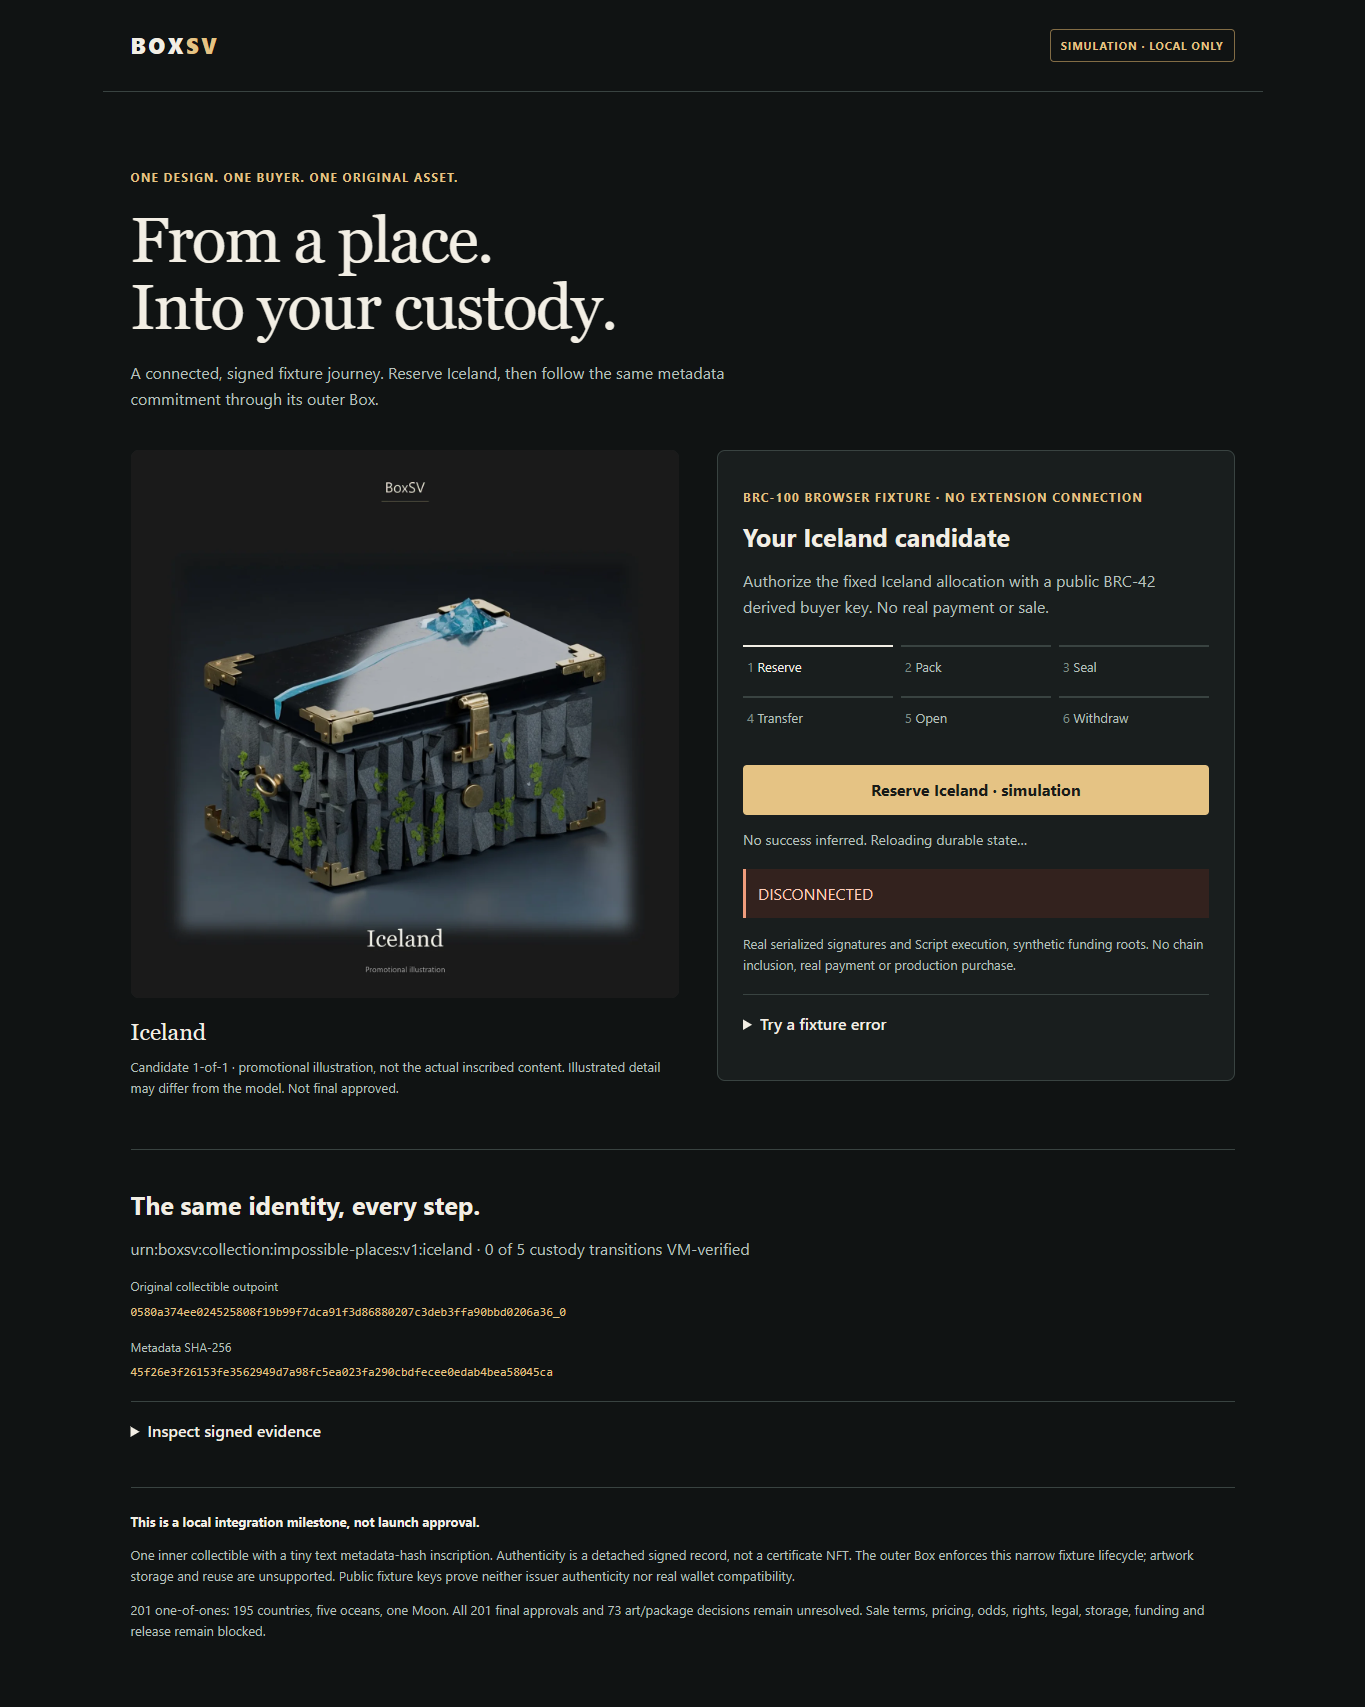 BOXSV
SIMULATION · LOCAL ONLY
ONE DESIGN. ONE BUYER. ONE ORIGINAL ASSET.
From a place.
Into your custody.
A connected, signed fixture journey. Reserve Iceland, then follow the same metadata
commitment through its outer Box.
BoxSV
Iceland
Promotional illustration
Iceland
Candidate 1-of-1 · promotional illustration, not the actual inscribed content. Illustrated detail
may differ from the model. Not final approved.
BRC-100 BROWSER FIXTURE · NO EXTENSION CONNECTION
Your Iceland candidate
Authorize the fixed Iceland allocation with a public BRC-42
derived buyer key. No real payment or sale.
1 Reserve
2 Pack
3 Seal
4 Transfer
5 Open
6 Withdraw
Reserve Iceland · simulation
No success inferred. Reloading durable state...
DISCONNECTED
Real serialized signatures and Script execution, synthetic funding roots. No chain
inclusion, real payment or production purchase.
Try a fixture error
The same identity, every step.
urn:boxsv:collection:impossible-places:v1:iceland · 0 of 5 custody transitions VM-verified
Original collectible outpoint
0580a374ee024525808f19b99f7dca91f3d86880207c3deb3ffa90bbd0206a36_0
Metadata SHA-256
45f26e3f26153fe3562949d7a98fc5ea023fa290cbdfecee0edab4bea58045ca
Inspect signed evidence
This is a local integration milestone, not launch approval.
One inner collectible with a tiny text metadata-hash inscription. Authenticity is a detached signed record, not a certificate NFT. The outer Box enforces this narrow fixture lifecycle; artwork
storage and reuse are unsupported. Public fixture keys prove neither issuer authenticity nor real wallet compatibility.
201 one-of-ones: 195 countries, five oceans, one Moon. All 201 final approvals and 73 art/package decisions remain unresolved. Sale terms, pricing, odds, rights, legal, storage, funding and
release remain blocked.